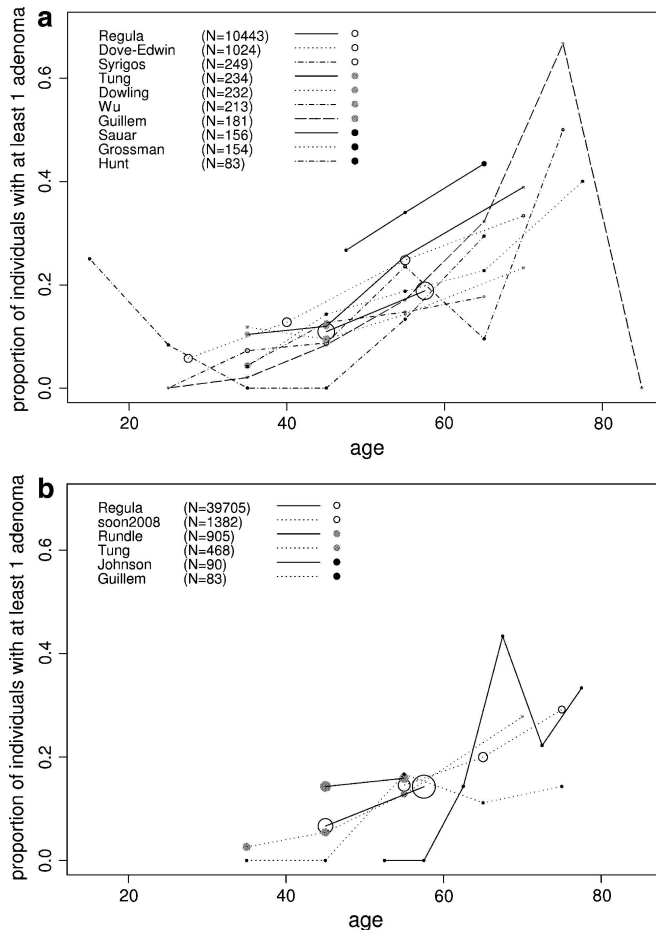 a
Regula (N=10443)
Dove-Edwin (N=1024)
Syrigos (N=249)
Tung (N=234)
Dowling (N=232)
Wu (N=213)
Guillem (N=181)
Sauar (N=156)
Grossman (N=154)
Hunt (N=83)
proportion of individuals with at least 1 adenoma
0.6
0.4
0.2
0.0
20 40 60 80
age
b
Regula (N=39705)
soon2008 (N=1382)
Rundle (N=905)
Tung (N=468)
Johnson (N=90)
Guillem (N=83)
proportion of individuals with at least 1 adenoma
0.6
0.4
0.2
0.0
20 40 60 80
age